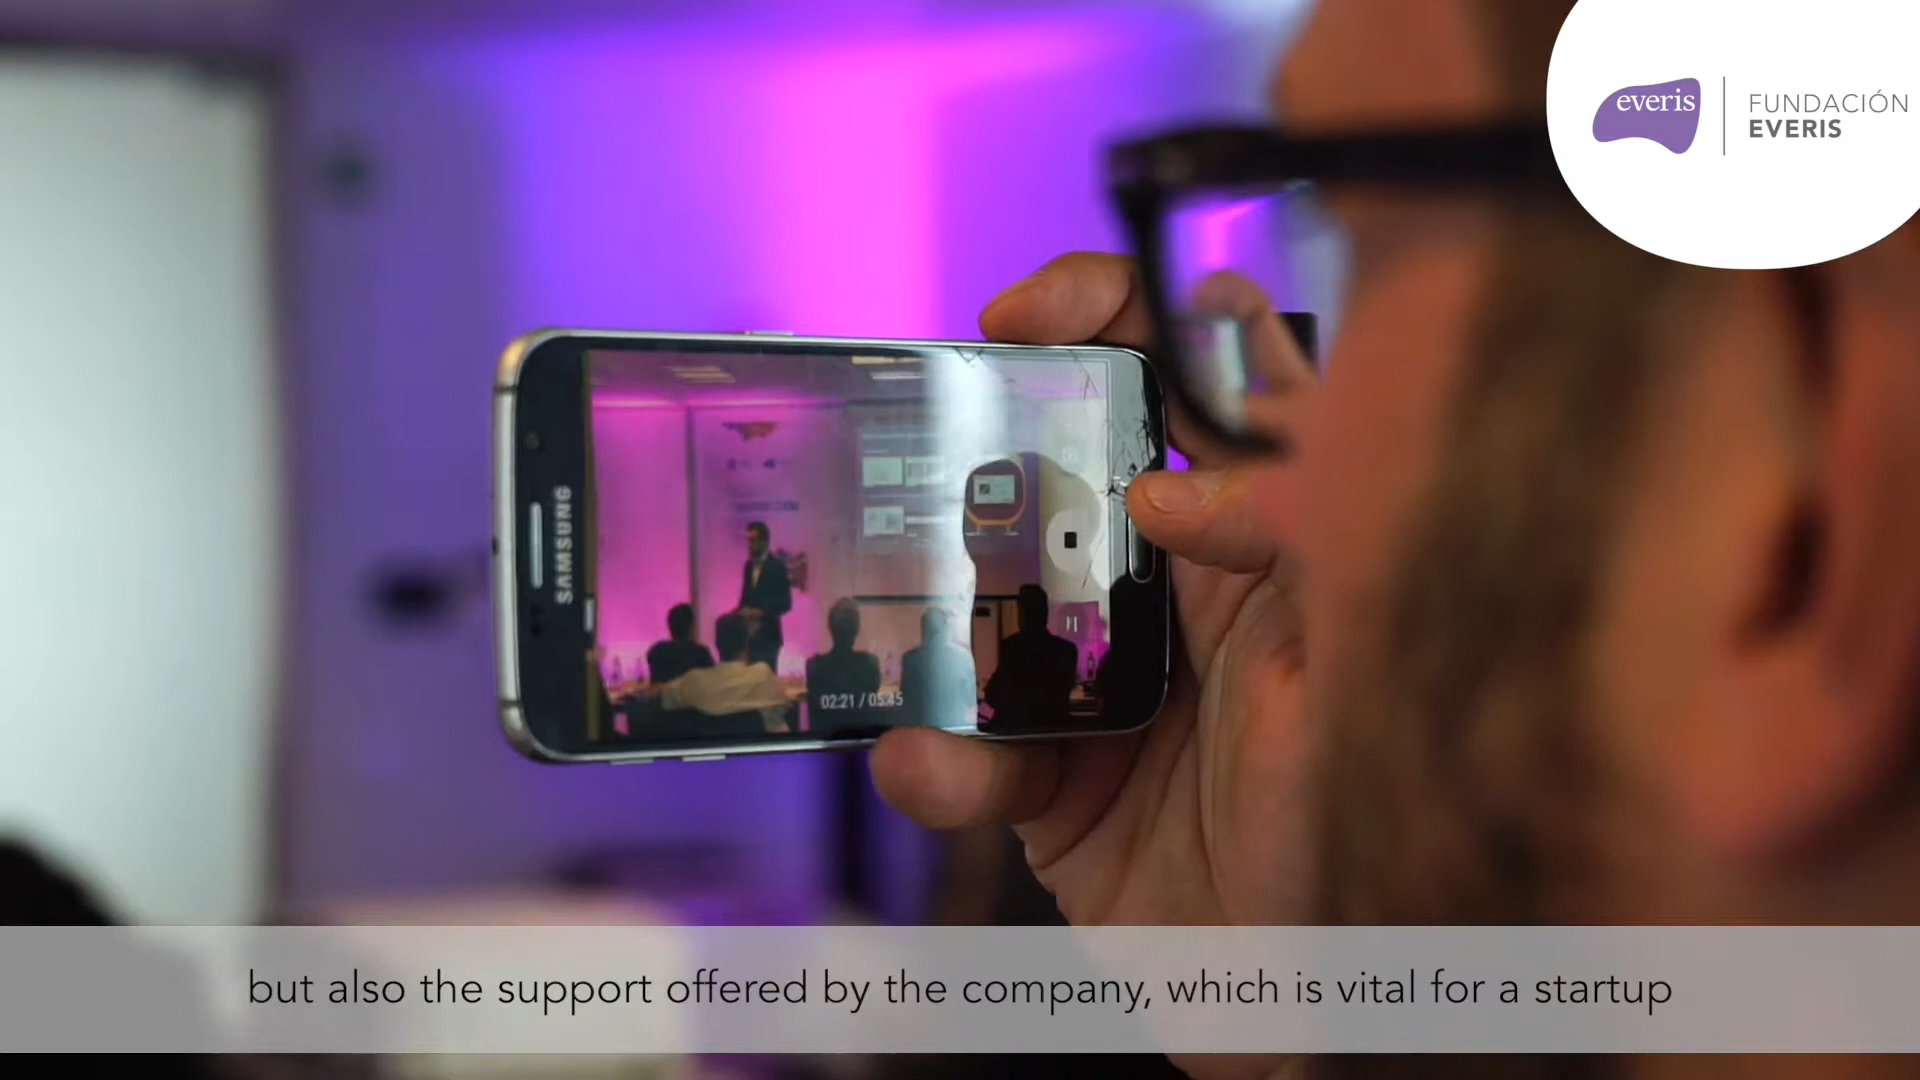 everis
FUNDACIÓN
EVERIS
SAMSUNG
02:21 / 05:45
but also the support offered by the company, which is vital for a startup